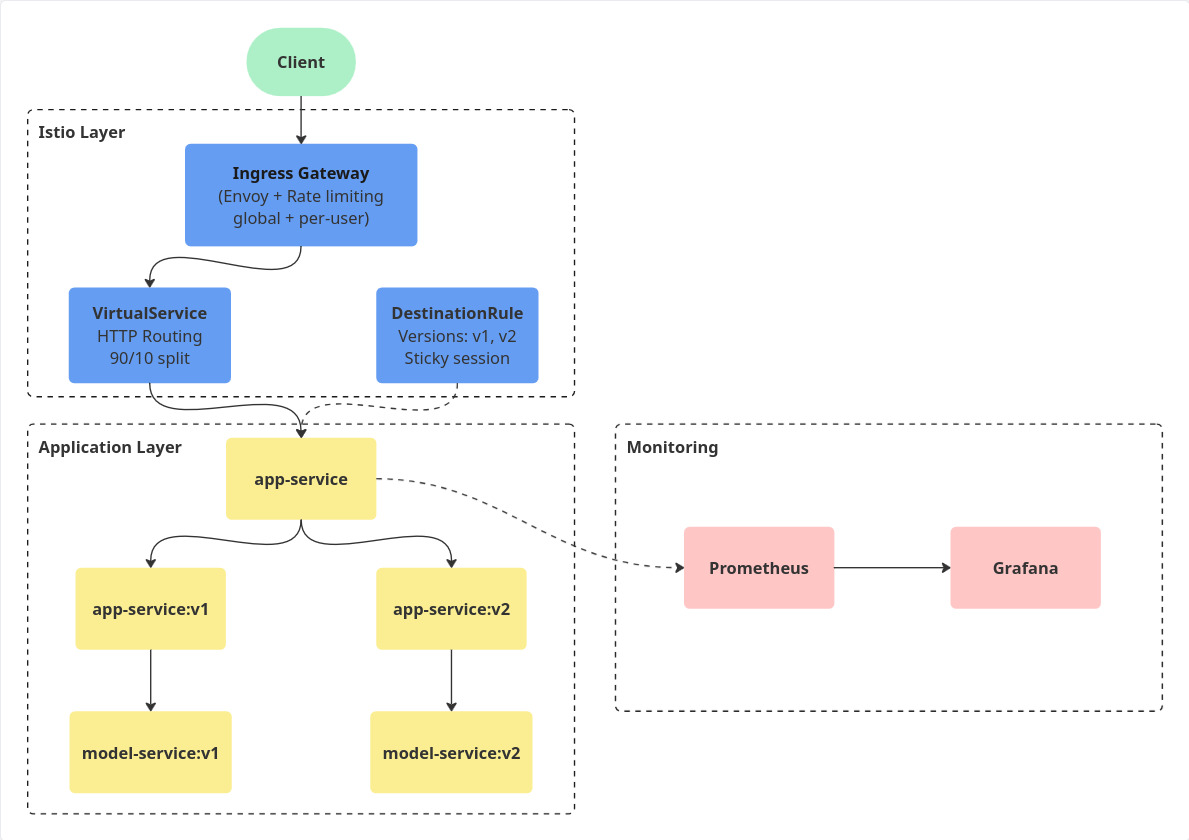 Client
Istio Layer
Ingress Gateway
(Envoy + Rate limiting
global + per-user)
VirtualService
HTTP Routing
90/10 split
DestinationRule
Versions: v1, v2
Sticky session
Application Layer
app-service
app-service:v1
app-service:v2
model-service:v1
model-service:v2
Monitoring
Prometheus
Grafana